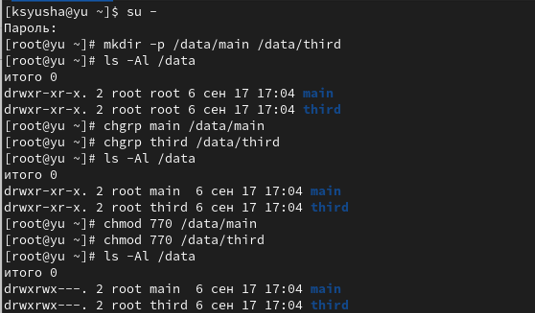 [ksyusha@yu ~]$ su -
Пароль:
[root@yu ~]# mkdir -p /data/main /data/third
[root@yu ~]# ls -Al /data
итого 0
drwxr-xr-x. 2 root root 6 сен 17 17:04 main
drwxr-xr-x. 2 root root 6 сен 17 17:04 third
[root@yu ~]# chgrp main /data/main
[root@yu ~]# chgrp third /data/third
[root@yu ~]# ls -Al /data
итого 0
drwxr-xr-x. 2 root main  6 сен 17 17:04 main
drwxr-xr-x. 2 root third 6 сен 17 17:04 third
[root@yu ~]# chmod 770 /data/main
[root@yu ~]# chmod 770 /data/third
[root@yu ~]# ls -Al /data
итого 0
drwxrwx---. 2 root main  6 сен 17 17:04 main
drwxrwx---. 2 root third 6 сен 17 17:04 third